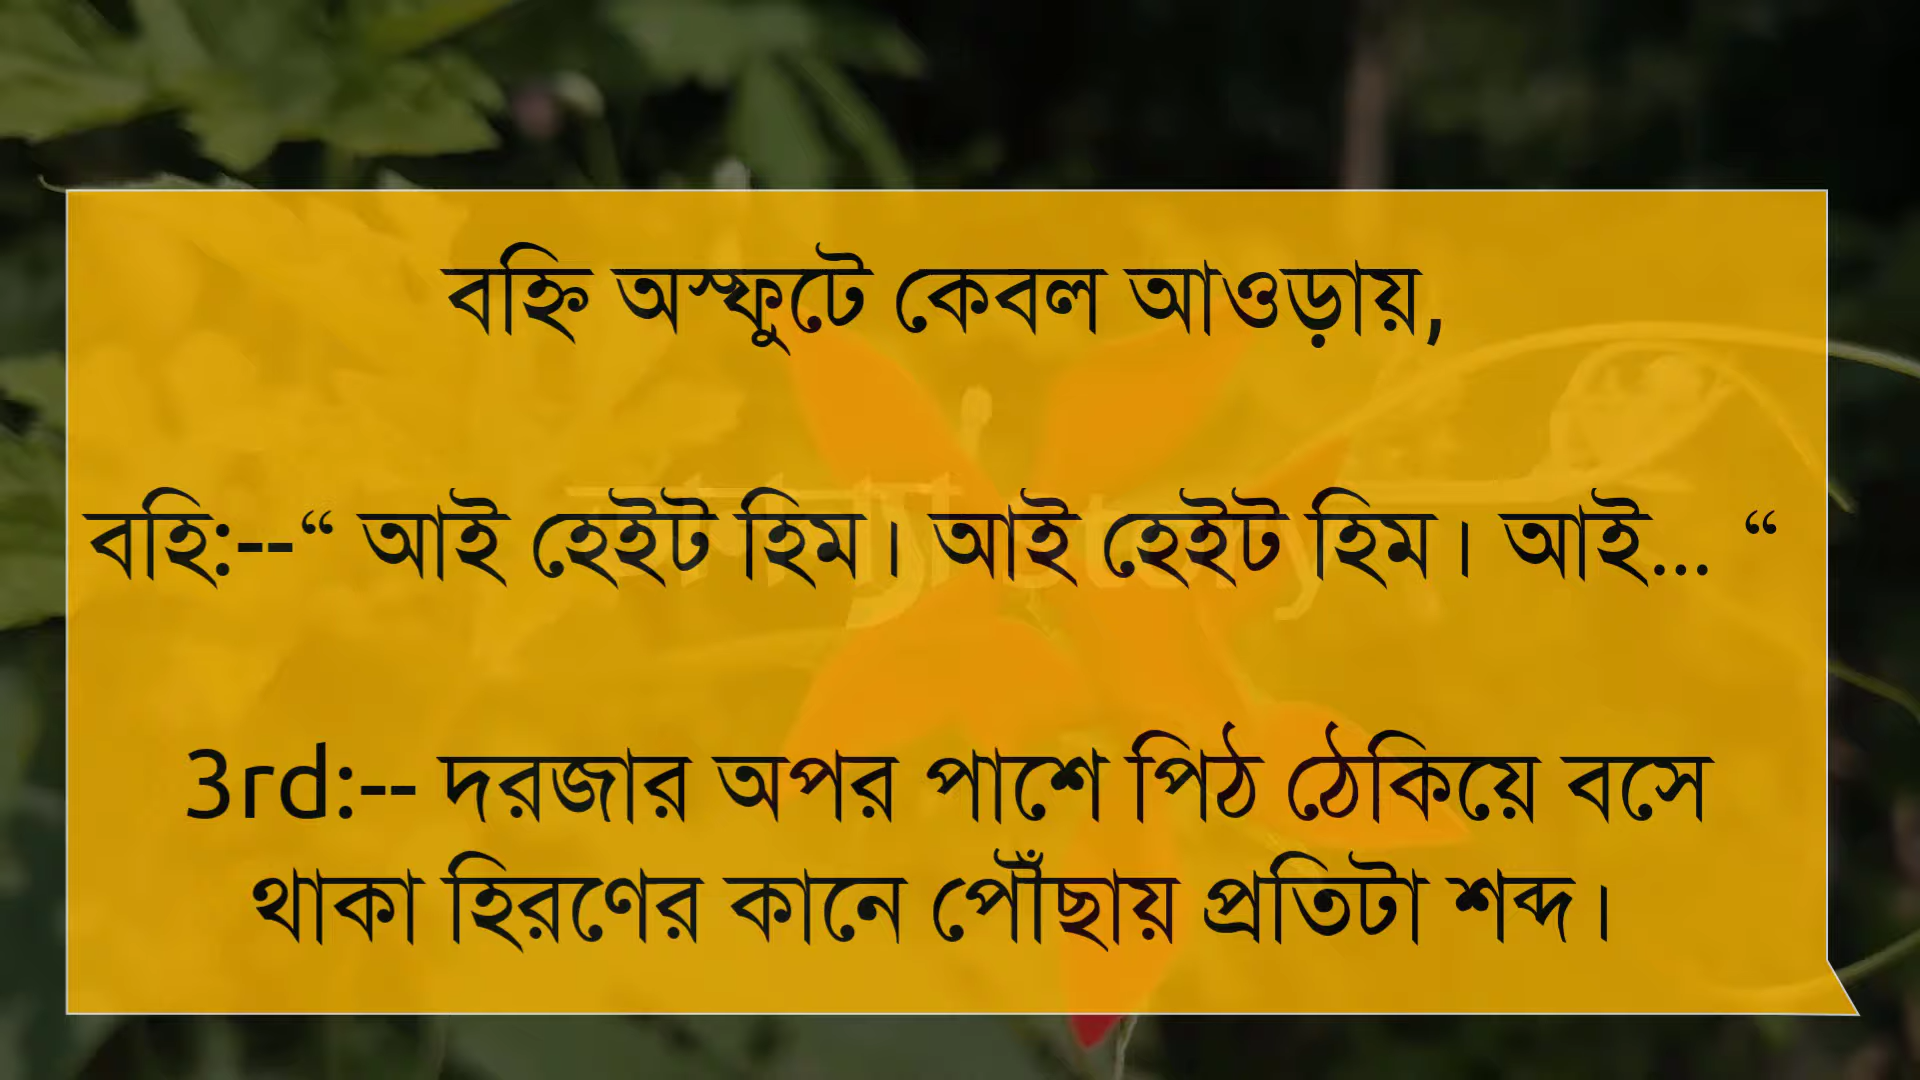 বহ্নি অস্ফুটে কেবল আওড়ায়,
বহি:--“ আই হেইট হিম। আই হেইট হিম। আই... “
3rd:-- দরজার অপর পাশে পিঠ ঠেকিয়ে বসে
থাকা হিরণের কানে পৌঁছায় প্রতিটা শব্দ।